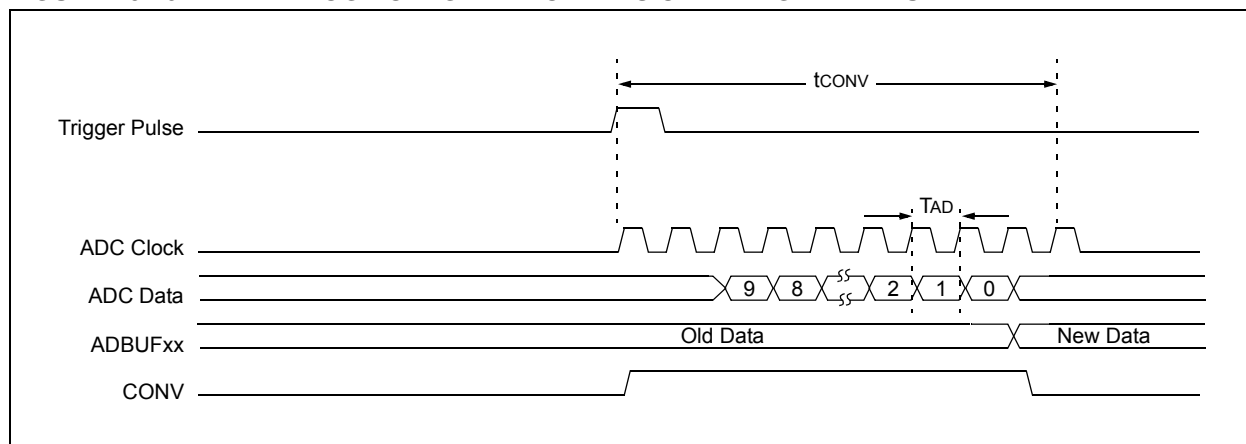 tCONV
Trigger Pulse
TAD
ADC Clock
ADC Data
9 8 2 1 0
ADBUFxx
Old Data
New Data
CONV